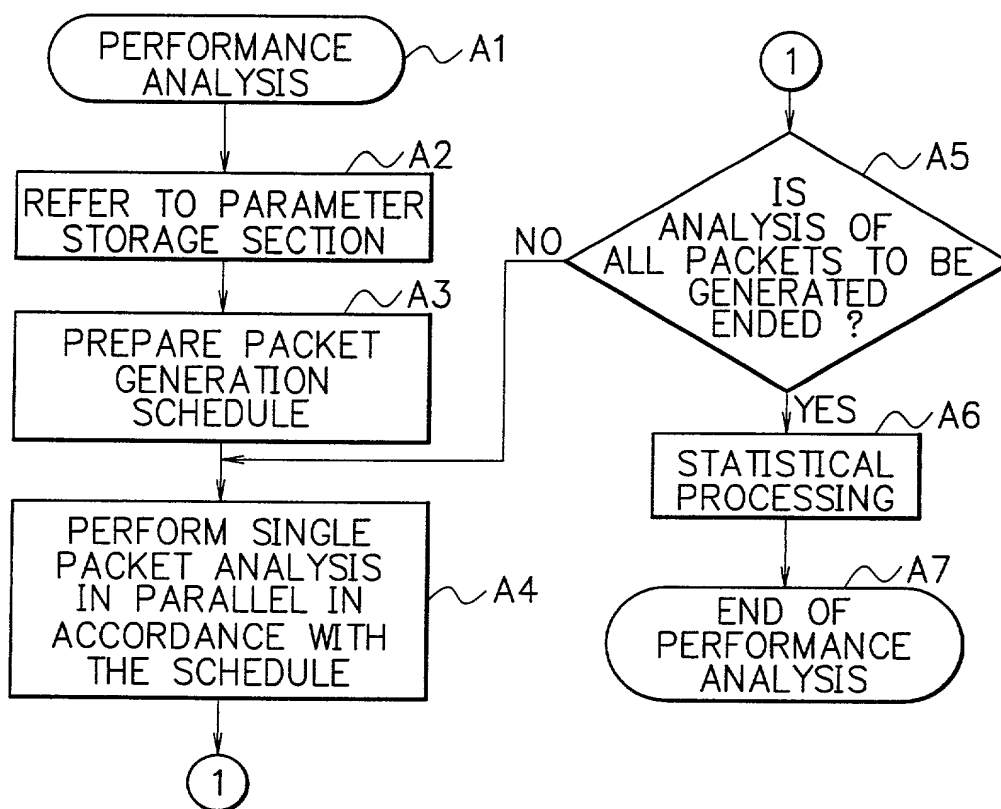 PERFORMANCE
ANALYSIS
A1
A2
REFER TO PARAMETER
STORAGE SECTION
A3
PREPARE PACKET
GENERATION
SCHEDULE
PERFORM SINGLE
PACKET ANALYSIS
IN PARALLEL IN
ACCORDANCE WITH
THE SCHEDULE
A4
1
1
A5
IS
ANALYSIS OF
ALL PACKETS TO BE
GENERATED
ENDED ?
NO
YES
A6
STATISTICAL
PROCESSING
A7
END OF
PERFORMANCE
ANALYSIS